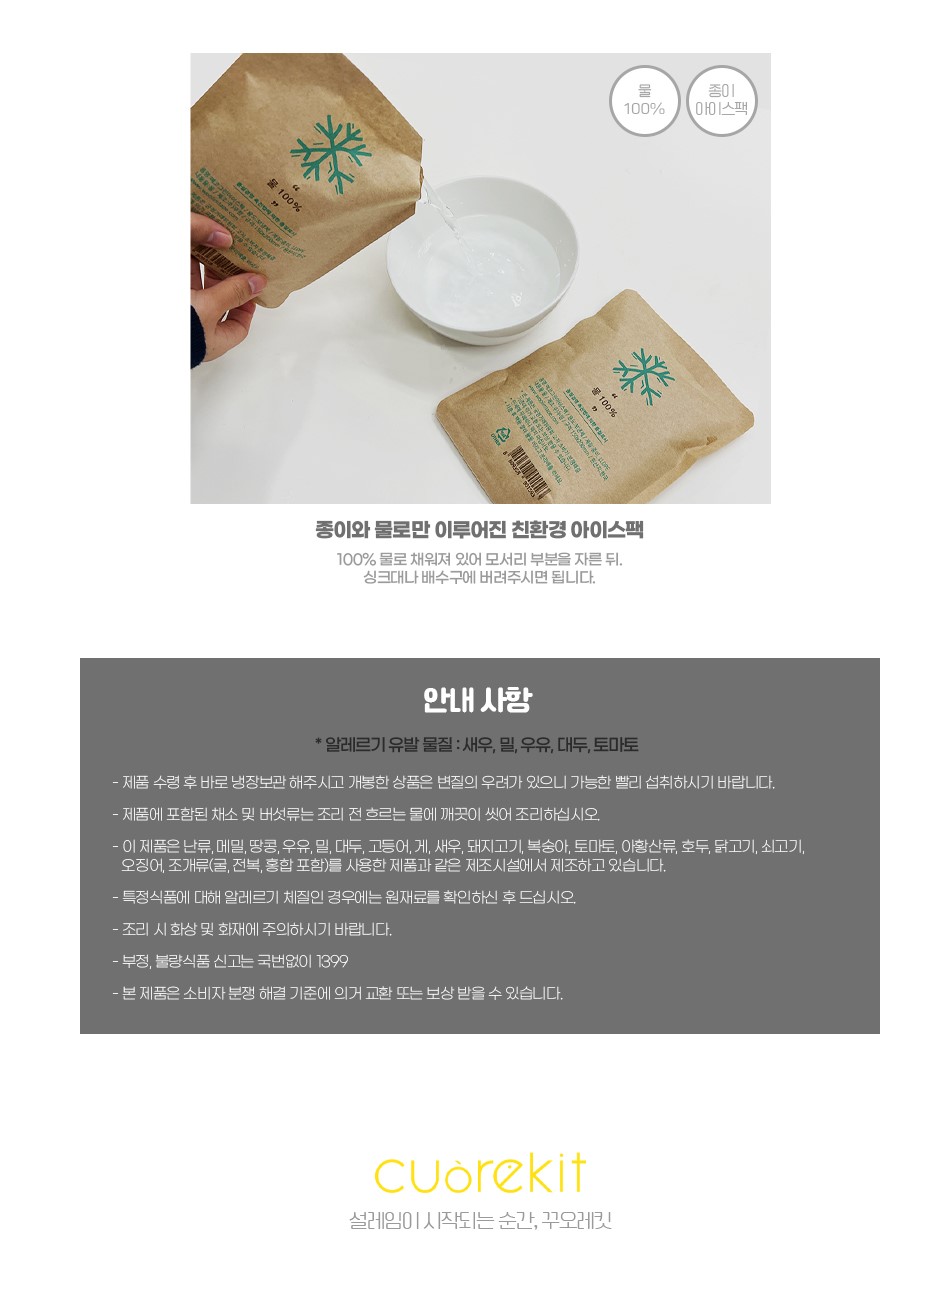 물
100%
종이
아이스팩
“
물 100%
”
“
물 100%
”
종이와 물로만 이루어진 친환경 아이스팩
100% 물로 채워져 있어 모서리 부분을 자른 뒤.
싱크대나 배수구에 버려주시면 됩니다.
안내 사항
* 알레르기 유발 물질 : 새우, 밀, 우유, 대두, 토마토
- 제품 수령 후 바로 냉장보관 해주시고 개봉한 상품은 변질의 우려가 있으니 가능한 빨리 섭취하시기 바랍니다.
- 제품에 포함된 채소 및 버섯류는 조리 전 흐르는 물에 깨끗이 씻어 조리하십시오.
- 이 제품은 난류, 메밀, 땅콩, 우유, 밀, 대두, 고등어, 게, 새우, 돼지고기, 복숭아, 토마토, 아황산류, 호두, 닭고기, 쇠고기,
오징어, 조개류(굴, 전복, 홍합 포함)를 사용한 제품과 같은 제조시설에서 제조하고 있습니다.
- 특정식품에 대해 알레르기 체질인 경우에는 원재료를 확인하신 후 드십시오.
- 조리 시 화상 및 화재에 주의하시기 바랍니다.
- 부정, 불량식품 신고는 국번없이 1399
- 본 제품은 소비자 분쟁 해결 기준에 의거 교환 또는 보상 받을 수 있습니다.
cuòrekit
설레임이 시작되는 순간, 꾸오레킷